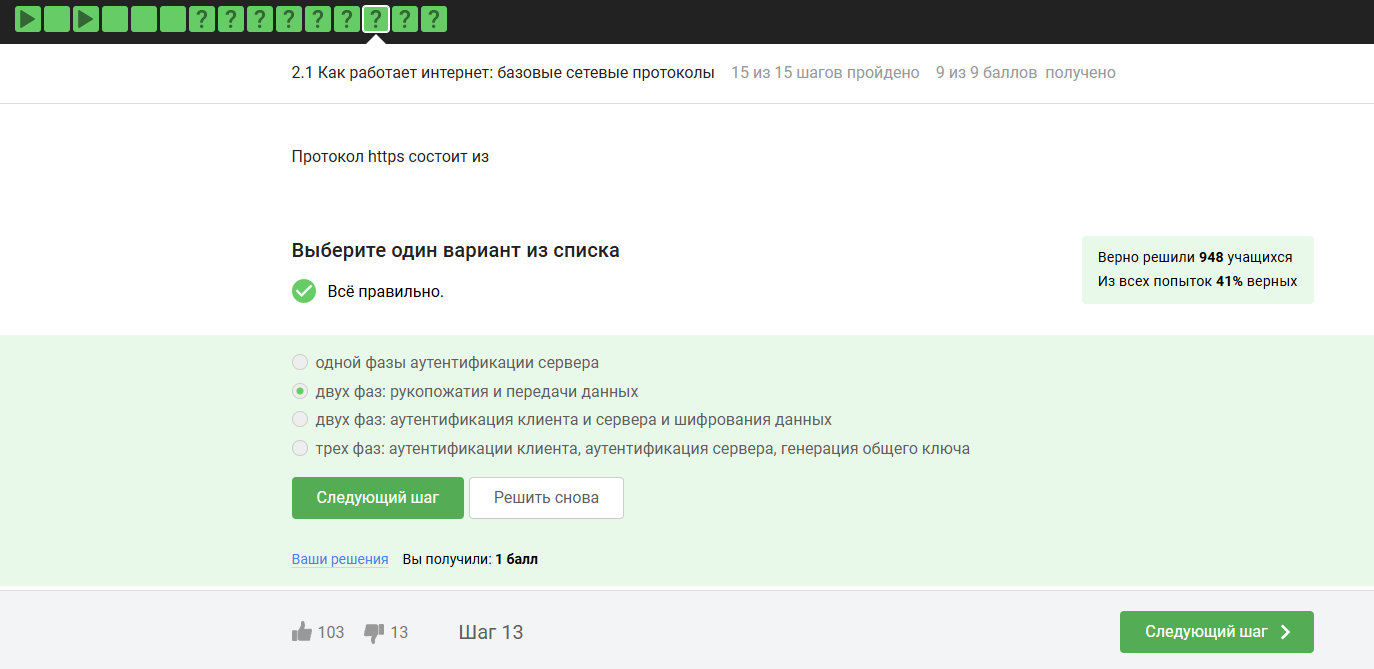 ? ? ? ? ? ? ? ? ?
2.1 Как работает интернет: базовые сетевые протоколы 15 из 15 шагов пройдено 9 из 9 баллов получено
Протокол https состоит из
Выберите один вариант из списка
Всё правильно.
Верно решили 948 учащихся
Из всех попыток 41% верных
одной фазы аутентификации сервера
двух фаз: рукопожатия и передачи данных
двух фаз: аутентификация клиента и сервера и шифрования данных
трех фаз: аутентификации клиента, аутентификация сервера, генерация общего ключа
Следующий шаг Решить снова
Ваши решения Вы получили: 1 балл
103 13 Шаг 13 Следующий шаг